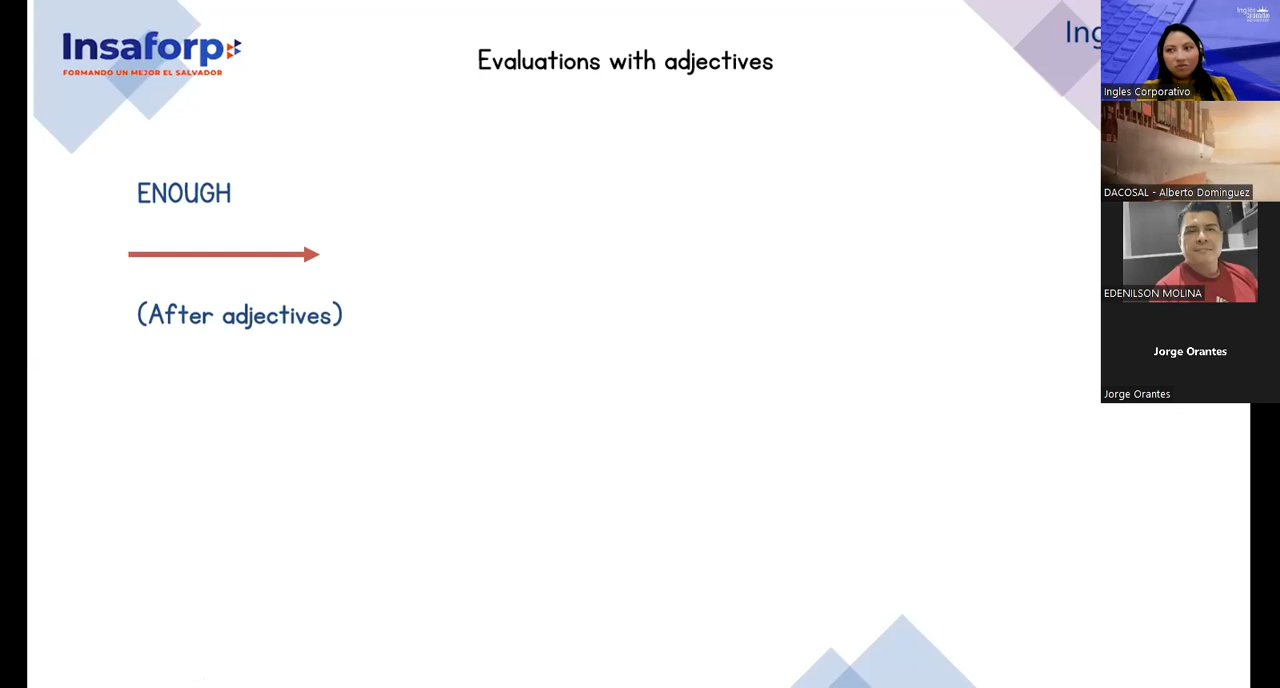 Insaforp
FORMANDO UN MEJOR EL SALVADOR
Evaluations with adjectives
Ing
ENOUGH
(After adjectives)
Ingles Corporativo
DACOSAL - Alberto Dominguez
EDENILSON MOLINA
Jorge Orantes
Jorge Orantes